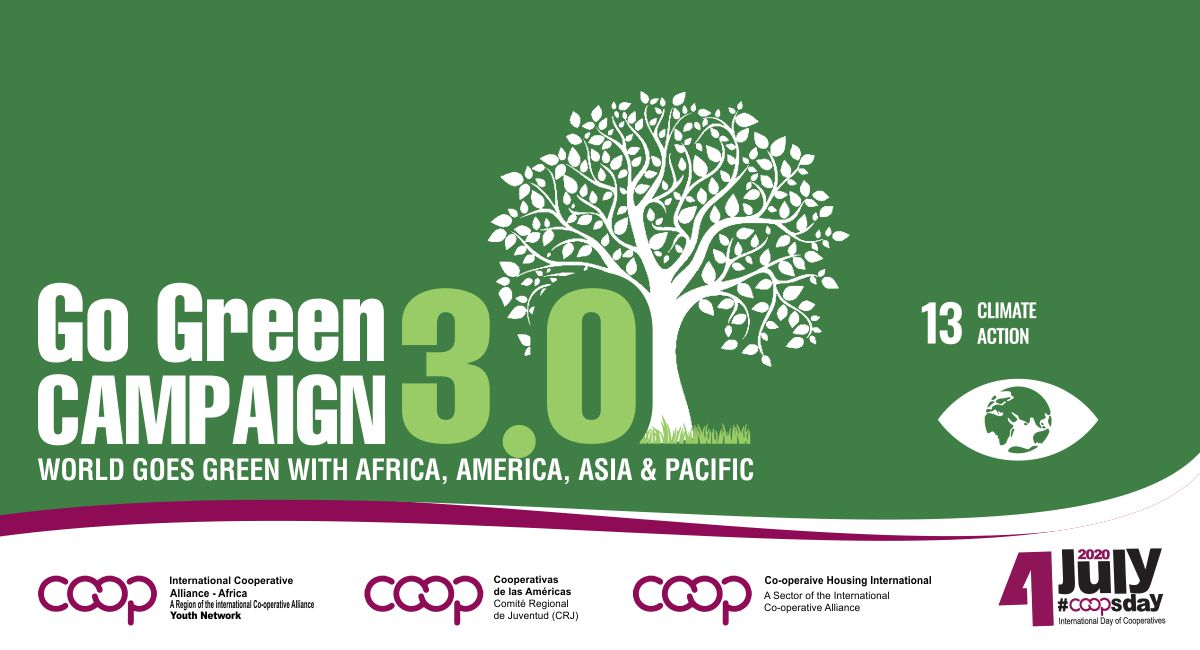 Go Green
CAMPAIGN 3.0
WORLD GOES GREEN WITH AFRICA, AMERICA, ASIA & PACIFIC
13 CLIMATE
ACTION
coop
International Cooperative
Alliance - Africa
A Region of the international Co-operative Alliance
Youth Network
coop
Cooperativas
de las Américas
Comité Regional
de Juventud (CRJ)
coop
Co-operaive Housing International
A Sector of the International
Co-operative Alliance
4 July
2020
#coopsday
International Day of Cooperatives